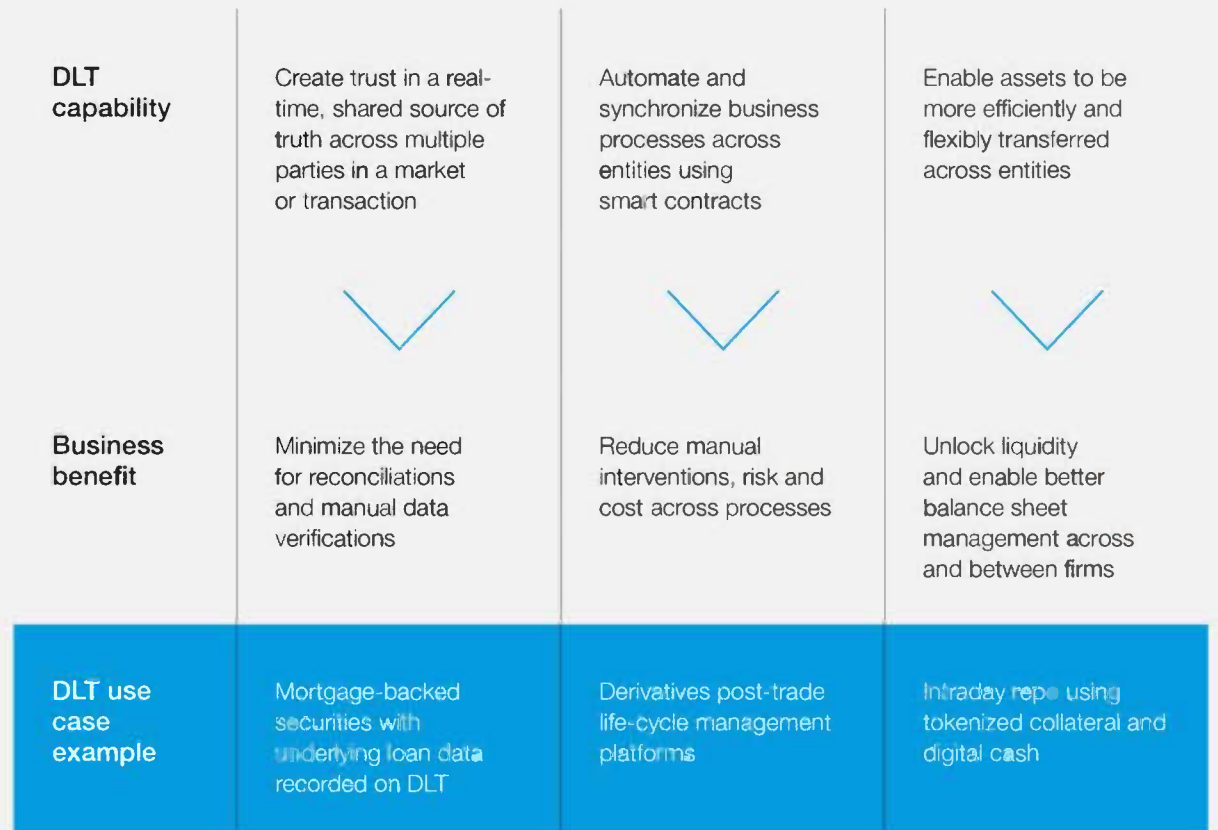 DLT
capability
Create trust in a real-
time, shared source of
truth across multiple
parties in a market
or transaction
Automate and
synchronize business
processes across
entities using
smart contracts
Enable assets to be
more efficiently and
flexibly transferred
across entities
Business
benefit
Minimize the need
for reconciliations
and manual data
verifications
Reduce manual
interventions, risk and
cost across processes
Unlock liquidity
and enable better
balance sheet
management across
and between firms
DLT use
case
example
Mortgage-backed
securities with
underlying loan data
recorded on DLT
Derivatives post-trade
life-cycle management
platforms
Intraday repo using
tokenized collateral and
digital cash